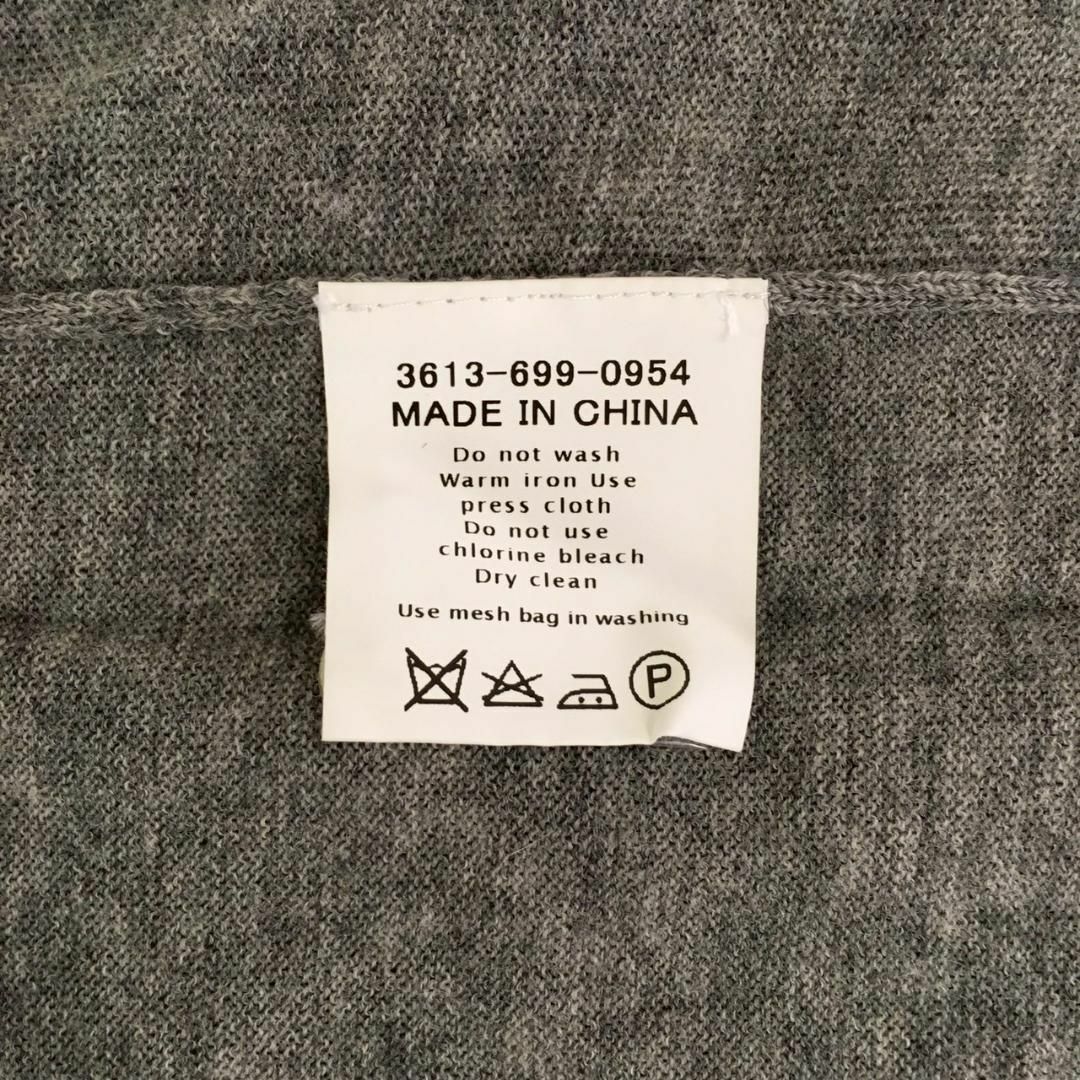 3613-699-0954
MADE IN CHINA
Do not wash
Warm iron Use
press cloth
Do not use
chlorine bleach
Dry clean
Use mesh bag in washing
P